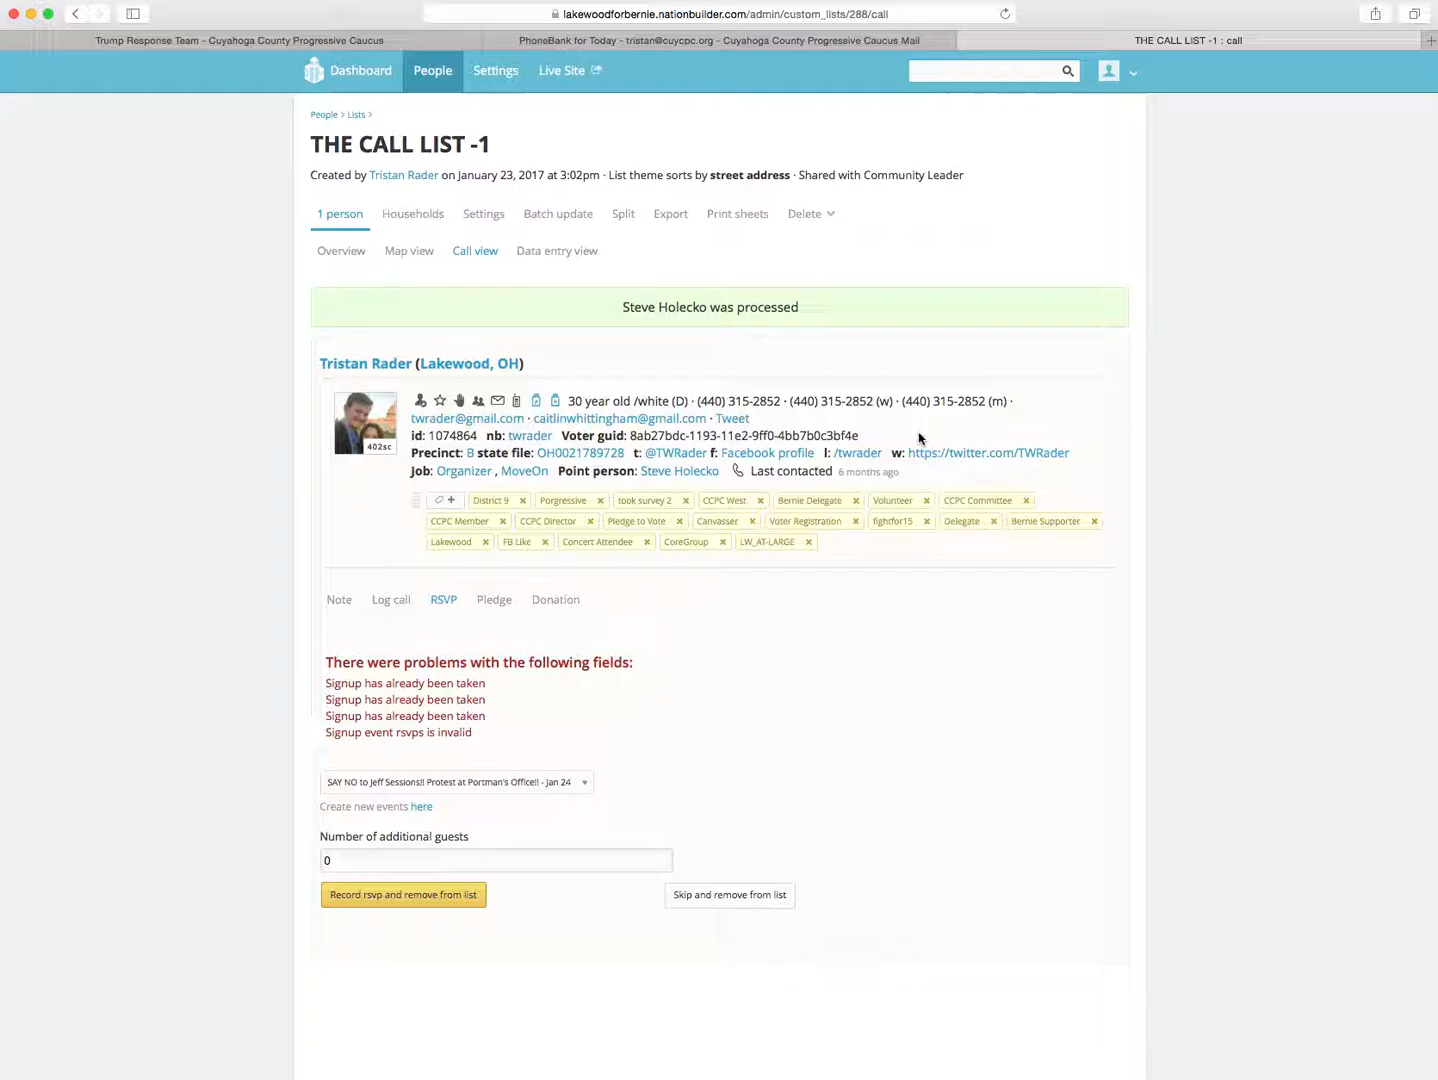 lakewoodforbernie.nationbuilder.com/admin/custom_lists/288/call
Trump Response Team - Cuyahoga County Progressive Caucus
PhoneBank for Today - tristan@cuycpc.org - Cuyahoga County Progressive Caucus Mail
THE CALL LIST -1 : call
Dashboard People Settings Live Site
People > Lists >
THE CALL LIST -1
Created by Tristan Rader on January 23, 2017 at 3:02pm · List theme sorts by street address · Shared with Community Leader
1 person Households Settings Batch update Split Export Print sheets Delete
Overview Map view Call view Data entry view
Steve Holecko was processed
Tristan Rader (Lakewood, OH)
30 year old /white (D) · (440) 315-2852 · (440) 315-2852 (w) · (440) 315-2852 (m) ·
twrader@gmail.com · caitlinwhittingham@gmail.com · Tweet
id: 1074864 nb: twrader Voter guid: 8ab27bdc-1193-11e2-9ff0-4bb7b0c3bf4e
402sc
Precinct: B state file: OH0021789728 t: @TWRader f: Facebook profile l: /twrader w: https://twitter.com/TWRader
Job: Organizer , MoveOn Point person: Steve Holecko Last contacted 6 months ago
+ District 9 × Porgressive × took survey 2 × CCPC West × Bernie Delegate × Volunteer × CCPC Committee ×
CCPC Member × CCPC Director × Pledge to Vote × Canvasser × Voter Registration × fightfor15 × Delegate × Bernie Supporter ×
Lakewood × FB Like × Concert Attendee × CoreGroup × LW_AT-LARGE ×
Note Log call RSVP Pledge Donation
There were problems with the following fields:
Signup has already been taken
Signup has already been taken
Signup has already been taken
Signup event rsvps is invalid
SAY NO to Jeff Sessions!! Protest at Portman's Office!! - Jan 24
Create new events here
Number of additional guests
0
Record rsvp and remove from list Skip and remove from list